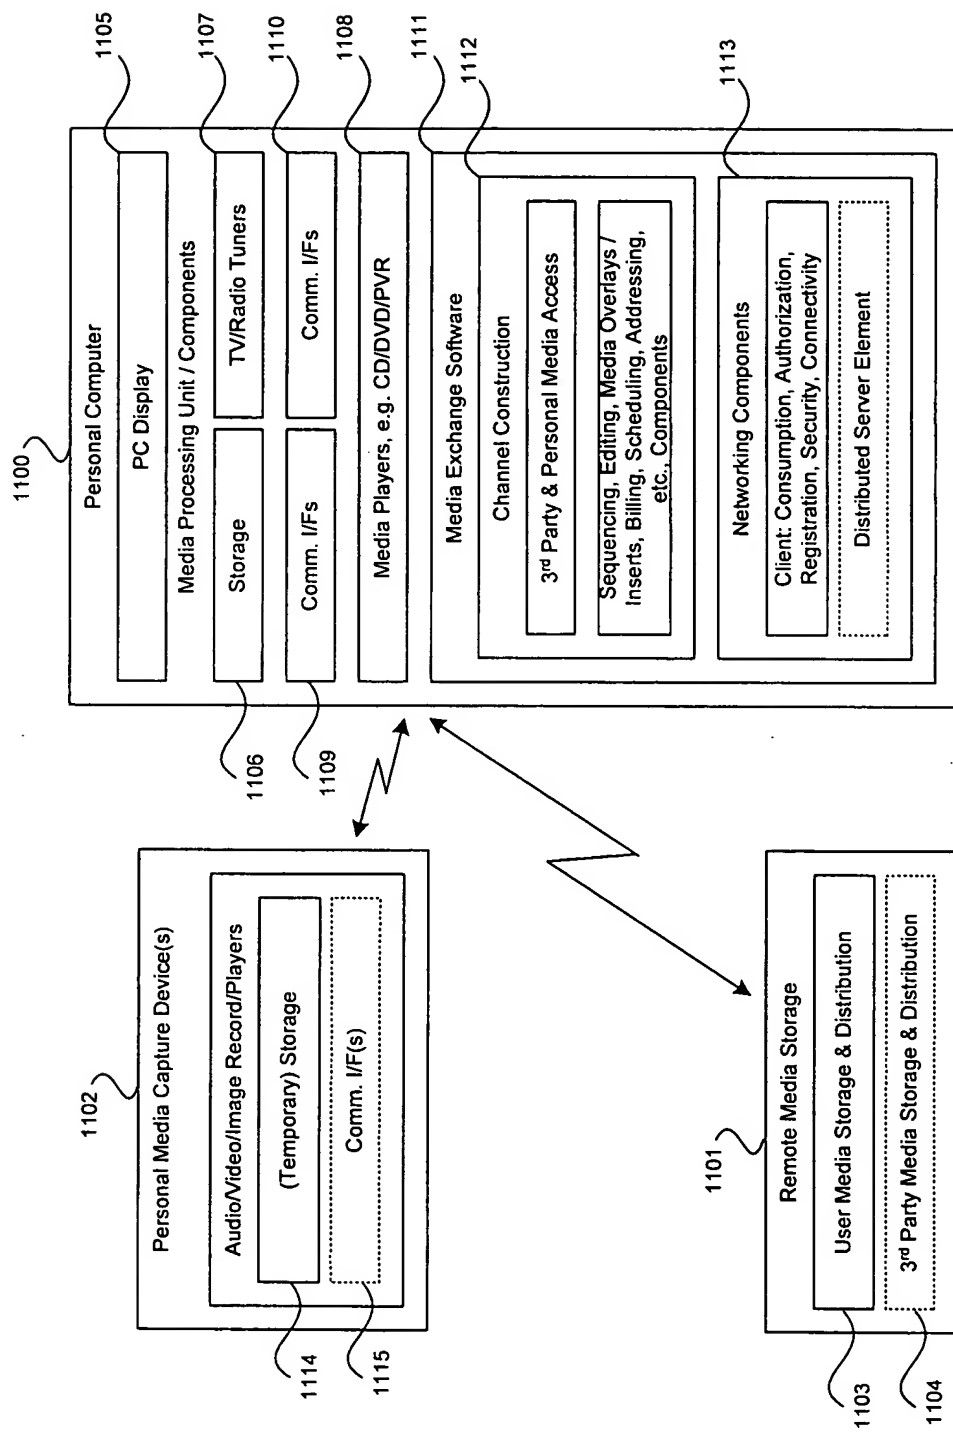 1100
Personal Computer
1105
PC Display
Media Processing Unit / Components
1107
Storage
TV/Radio Tuners
1106
1110
Comm. I/Fs
Comm. I/Fs
1109
1108
Media Players, e.g. CD/DVD/PVR
1111
Media Exchange Software
1112
Channel Construction
3rd Party & Personal Media Access
Sequencing, Editing, Media Overlays /
Inserts, Billing, Scheduling, Addressing,
etc., Components
1113
Networking Components
Client: Consumption, Authorization,
Registration, Security, Connectivity
Distributed Server Element
1102
Personal Media Capture Device(s)
Audio/Video/Image Record/Players
(Temporary) Storage
1114
Comm. I/F(s)
1115
1101
Remote Media Storage
User Media Storage & Distribution
1103
3rd Party Media Storage & Distribution
1104